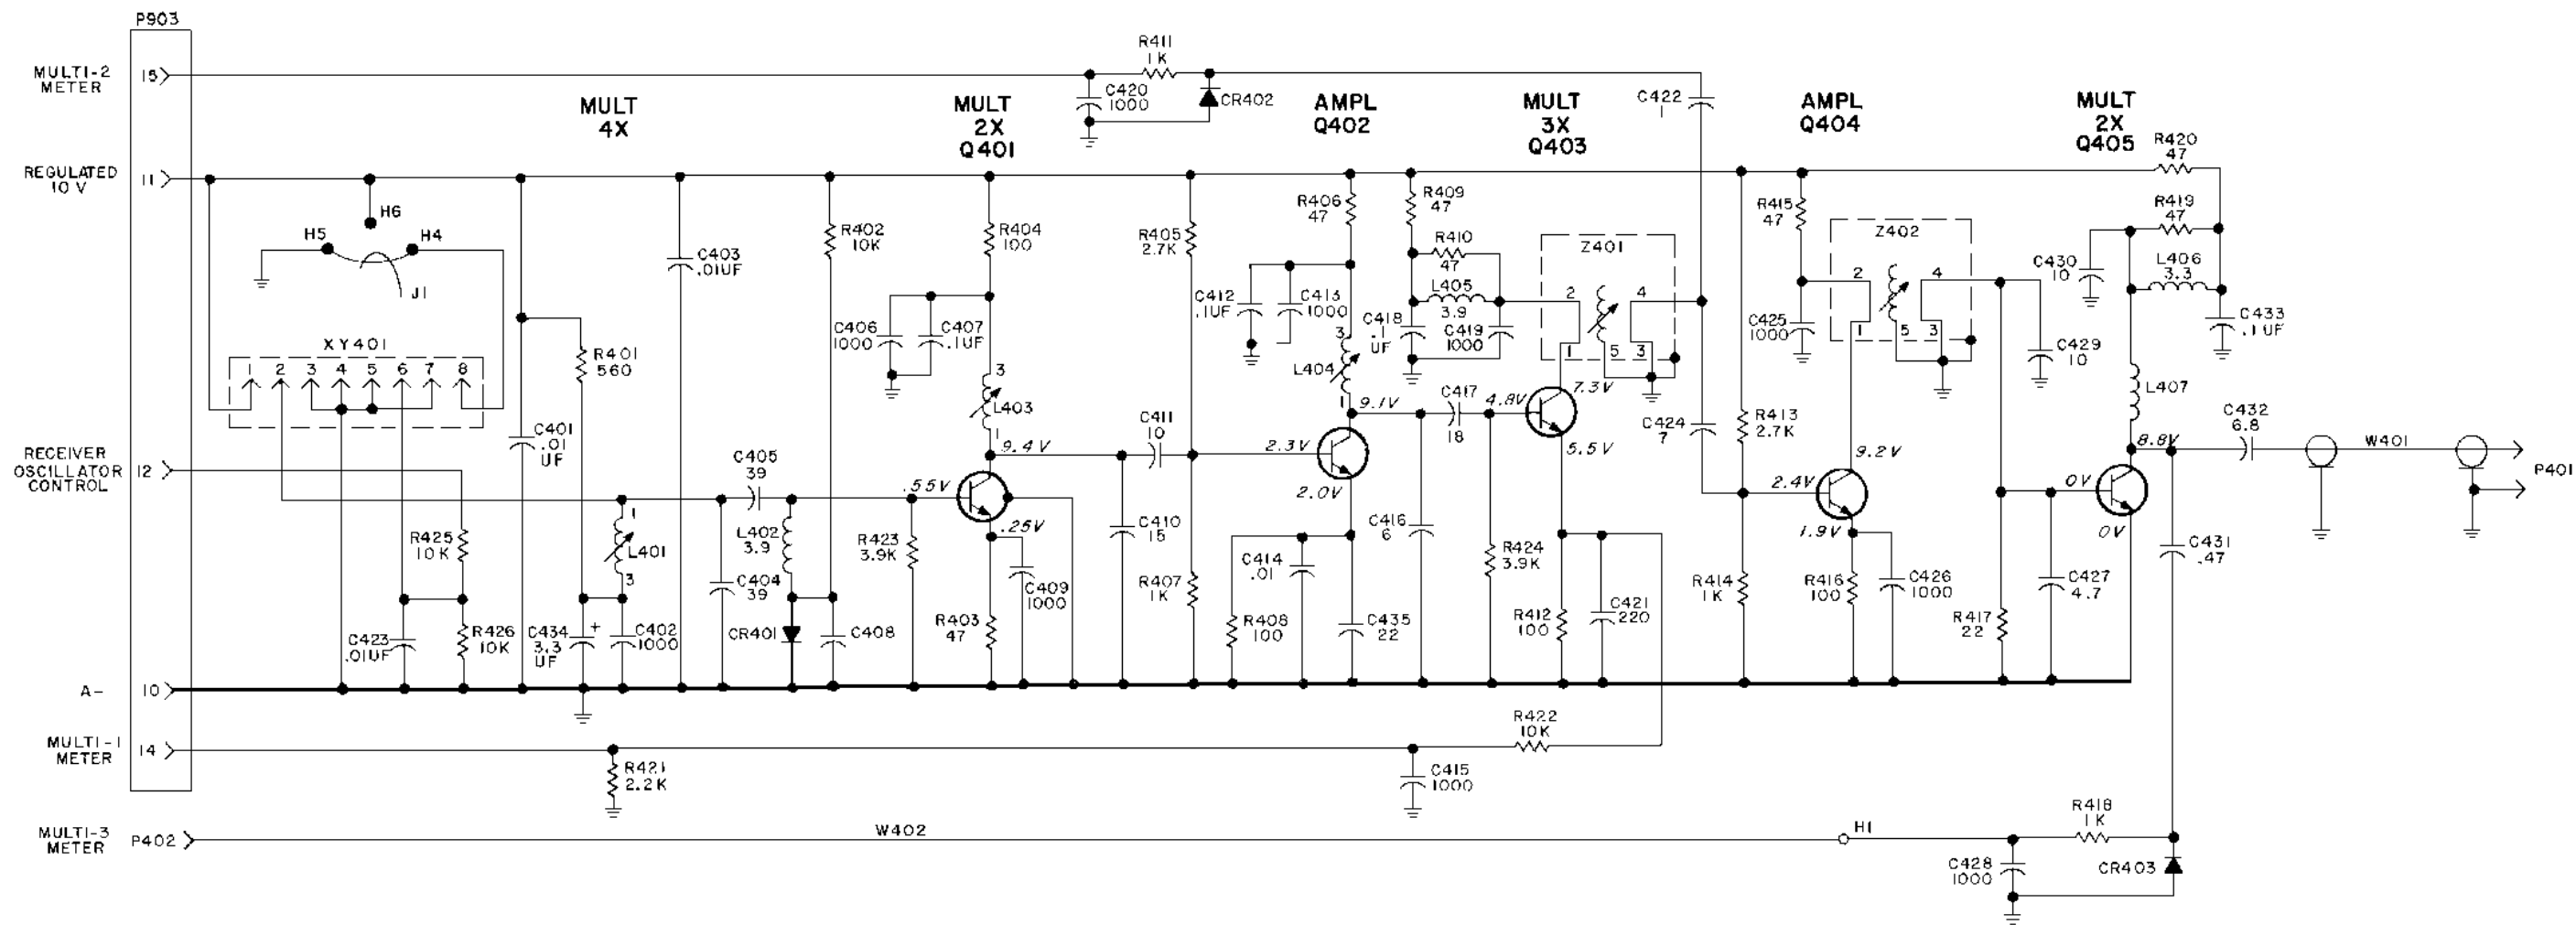 P903
MULTI-2
METER
15
REGULATED
10 V
11
RECEIVER
OSCILLATOR
CONTROL
12
A-
10
MULTI-1
METER
14
MULTI-3
METER
P402
H6
H5
H4
J1
XY401
1 2 3 4 5 6 7 8
MULT
4X
C401
.01
UF
R401
560
R425
10K
C423
.01UF
R426
10K
C434
+
3.3
UF
C402
1000
1
L401
3
C403
.01UF
C404
39
C405
39
L402
3.9
CR401
C408
R402
10K
R423
3.9K
MULT
2X
Q401
R404
100
C406
1000
C407
.1UF
3
L403
1
9.4V
.55V
.25V
R403
47
C409
1000
R421
2.2K
W402
C420
1000
R411
1K
CR402
C411
10
C410
15
R405
2.7K
R407
1K
AMPL
Q402
R406
47
C412
.1UF
C413
1000
3
L404
1
9.1V
2.3V
2.0V
R408
100
C414
.01
C435
22
C416
6
C417
18
R409
47
R410
47
L405
3.9
C418
.1
UF
C419
1000
MULT
3X
Q403
Z401
2
4
1
5
3
7.3V
4.8V
5.5V
R424
3.9K
R412
100
C421
220
R422
10K
C415
1000
C422
1
C424
7
R413
2.7K
R414
1K
AMPL
Q404
R415
47
C425
1000
Z402
2
4
1
5
3
9.2V
2.4V
1.9V
R416
100
C426
1000
C429
10
R417
22
C427
4.7
MULT
2X
Q405
R420
47
R419
47
C430
10
L406
3.3
C433
.1UF
L407
8.8V
0V
0V
C432
6.8
W401
P401
C431
.47
H1
R418
1K
C428
1000
CR403